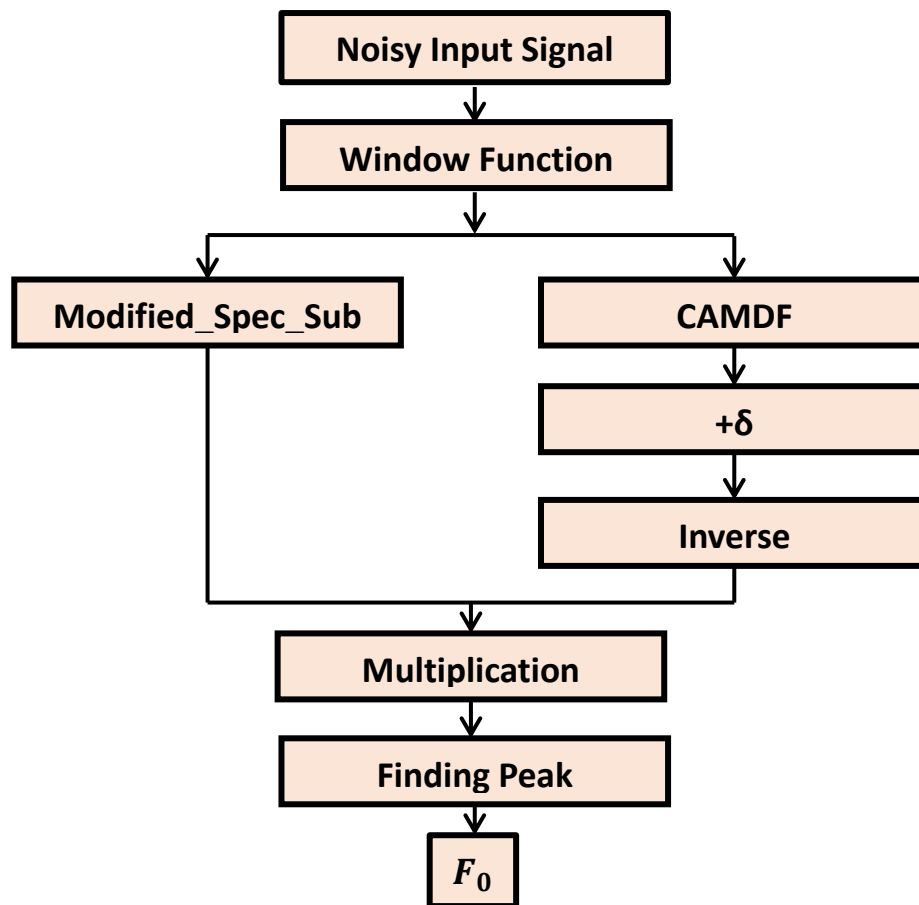 Noisy Input Signal
Window Function
Modified_Spec_Sub
CAMDF
+δ
Inverse
Multiplication
Finding Peak
F₀